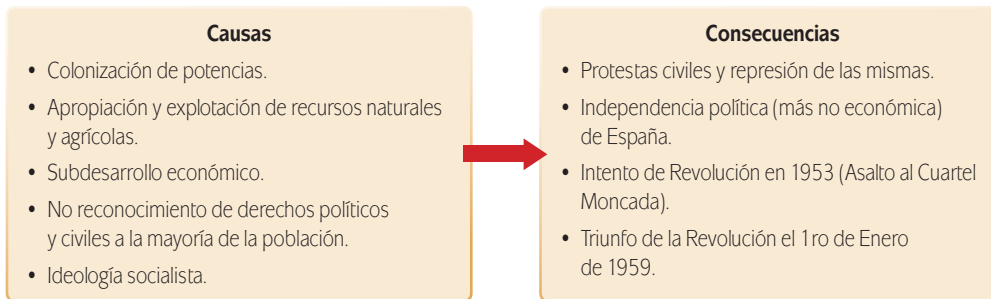 Causas
• Colonización de potencias.
• Apropiación y explotación de recursos naturales
y agrícolas.
• Subdesarrollo económico.
• No reconocimiento de derechos políticos
y civiles a la mayoría de la población.
• Ideología socialista.
Consecuencias
• Protestas civiles y represión de las mismas.
• Independencia política (más no económica)
de España.
• Intento de Revolución en 1953 (Asalto al Cuartel
Moncada).
• Triunfo de la Revolución el 1ro de Enero
de 1959.